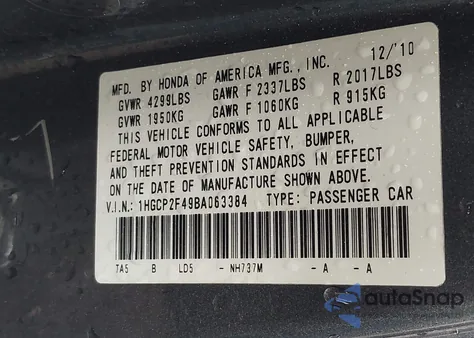 MFD. BY HONDA OF AMERICA MFG., INC. 12/'10
GVWR 4299LBS GAWR F 2337LBS R 2017LBS
GVWR 1950KG GAWR F 1060KG R 915KG
THIS VEHICLE CONFORMS TO ALL APPLICABLE
FEDERAL MOTOR VEHICLE SAFETY, BUMPER,
AND THEFT PREVENTION STANDARDS IN EFFECT
ON THE DATE OF MANUFACTURE SHOWN ABOVE.
V.I.N.: 1HGCP2F49BA063384 TYPE: PASSENGER CAR
TA5 B LD5 - NH737M - A - A
autaSnap